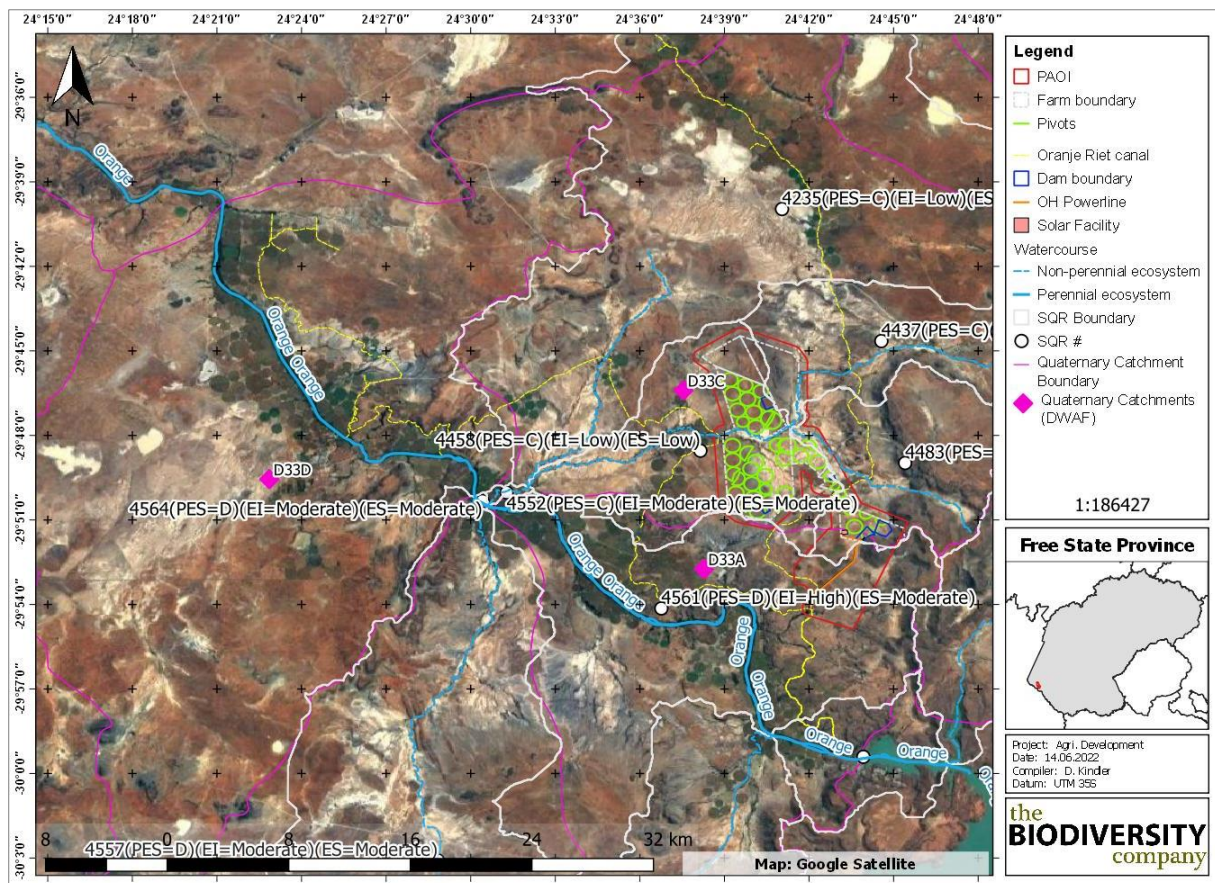 24°15'0" 24°18'0" 24°21'0" 24°24'0" 24°27'0" 24°30'0" 24°33'0" 24°36'0" 24°39'0" 24°42'0" 24°45'0" 24°48'0"
-29°36'0"
-29°39'0"
-29°42'0"
-29°45'0"
-29°48'0"
-29°51'0"
-29°54'0"
-29°57'0"
-30°0'0"
-30°3'0"
N
Orange
4235(PES=C)(EI=Low)(ES
Orange Orange
Orange
4437(PES=C)(
D33C
4458(PES=C)(EI=Low)(ES=Low)
4483(PES=
D33D
4564(PES=D)(EI=Moderate)(ES=Moderate)
4552(PES=C)(EI=Moderate)(ES=Moderate)
D33A
Orange Orange
4561(PES=D)(EI=High)(ES=Moderate)
Orange
Orange
Orange
Orange
8 0 8 16 24 32 km
4557(PES=D)(EI=Moderate)(ES=Moderate)
Map: Google Satellite
Legend
PAOI
Farm boundary
Pivots
Oranje Riet canal
Dam boundary
OH Powerline
Solar Facility
Watercourse
Non-perennial ecosystem
Perennial ecosystem
SQR Boundary
SQR #
Quaternary Catchment
Boundary
Quaternary Catchments
(DWAF)
1:186427
Free State Province
Project: Agri. Development
Date: 14.06.2022
Compiler: D. Kindler
Datum: UTM 35S
the
BIODIVERSITY
company